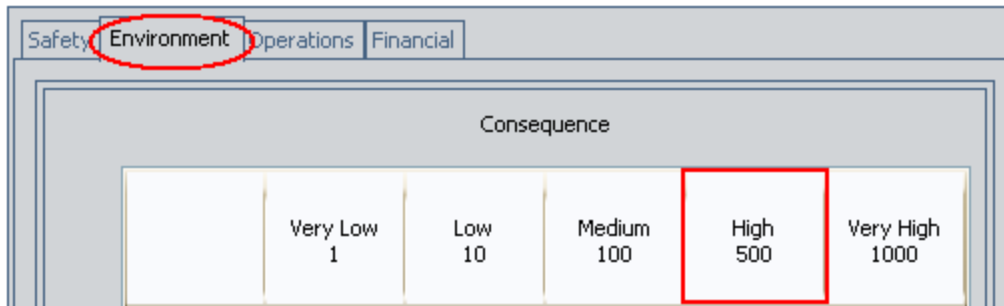 Safety Environment Operations Financial
Consequence
Very Low Low Medium High Very High
1 10 100 500 1000